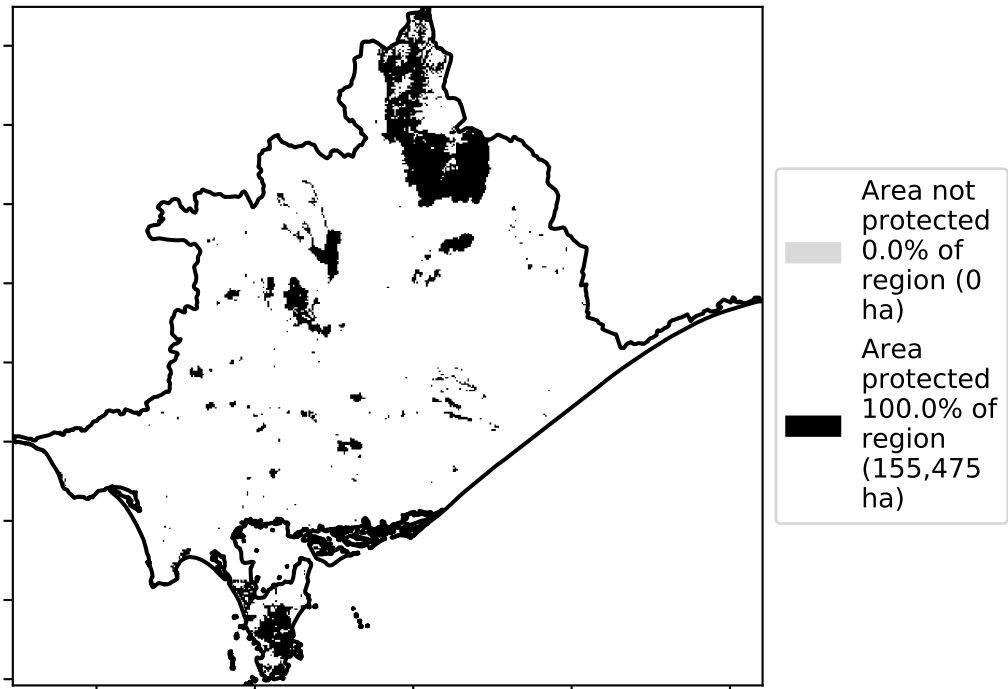 Area not
protected
0.0% of
region (0
ha)
Area
protected
100.0% of
region
(155,475
ha)